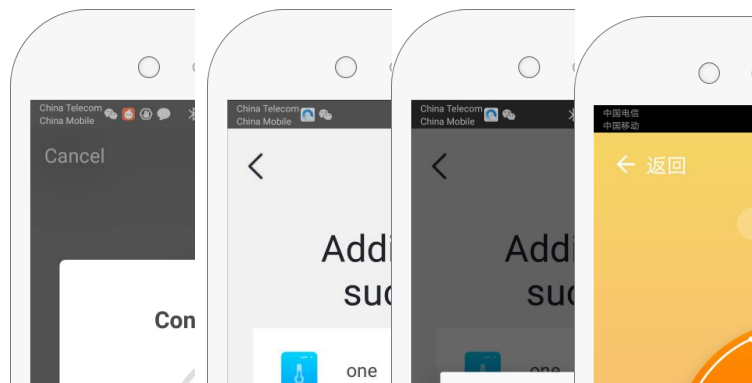 China Telecom
China Mobile
Cancel
Con
China Telecom
China Mobile
Addi
suc
one
China Telecom
China Mobile
Addi
suc
one
中国电信
中国移动
返回